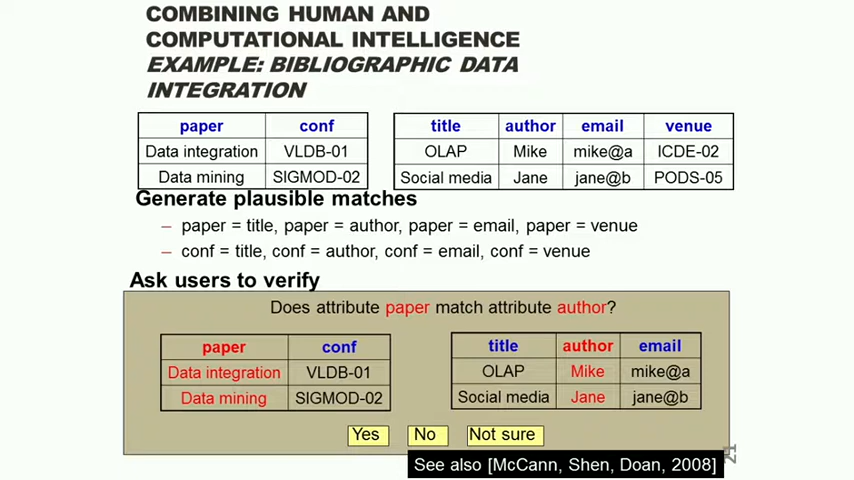 COMBINING HUMAN AND
COMPUTATIONAL INTELLIGENCE
EXAMPLE: BIBLIOGRAPHIC DATA
INTEGRATION
paper conf
Data integration VLDB-01
Data mining SIGMOD-02
title author email venue
OLAP Mike mike@a ICDE-02
Social media Jane jane@b PODS-05
Generate plausible matches
– paper = title, paper = author, paper = email, paper = venue
– conf = title, conf = author, conf = email, conf = venue
Ask users to verify
Does attribute paper match attribute author?
paper conf
Data integration VLDB-01
Data mining SIGMOD-02
title author email
OLAP Mike mike@a
Social media Jane jane@b
Yes No Not sure
See also [McCann, Shen, Doan, 2008]